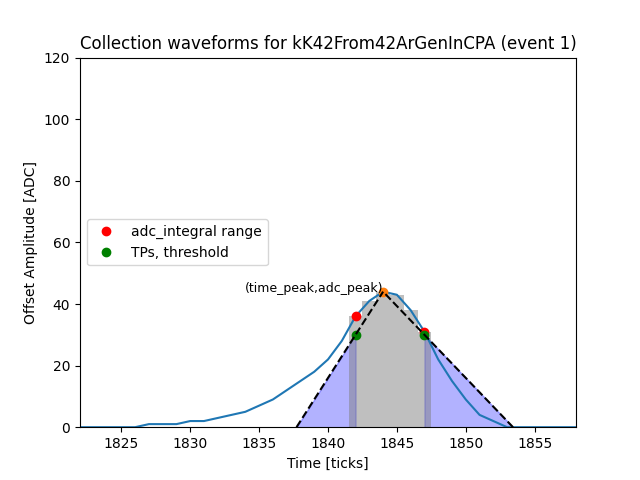 Collection waveforms for kK42From42ArGenInCPA (event 1)
120
100
80
60
40
20
0
Offset Amplitude [ADC]
adc_integral range
TPs, threshold
(time_peak,adc_peak)
1825 1830 1835 1840 1845 1850 1855
Time [ticks]